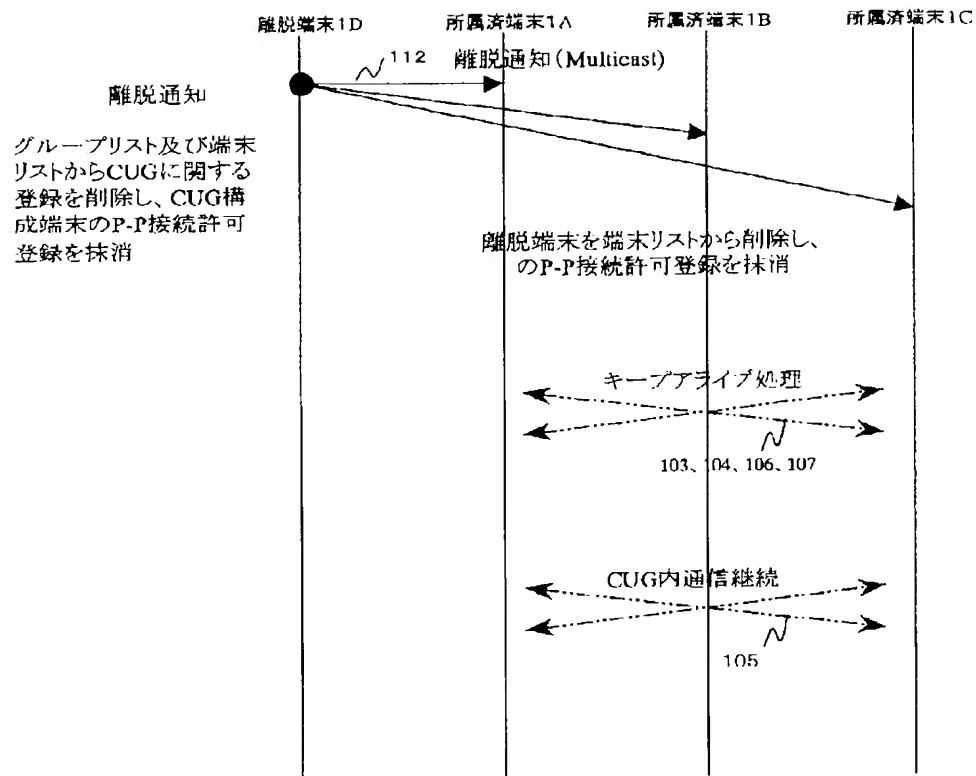 離脱端末1D
所属済端末1A
所属済端末1B
所属済端末1C
112
離脱通知(Multicast)
離脱通知
グループリスト及び端末
リストからCUGに関する
登録を削除し、CUG構
成端末のP-P接続許可
登録を抹消
離脱端末を端末リストから削除し、
のP-P接続許可登録を抹消
キープアライブ処理
103、104、106、107
CUG内通信継続
105